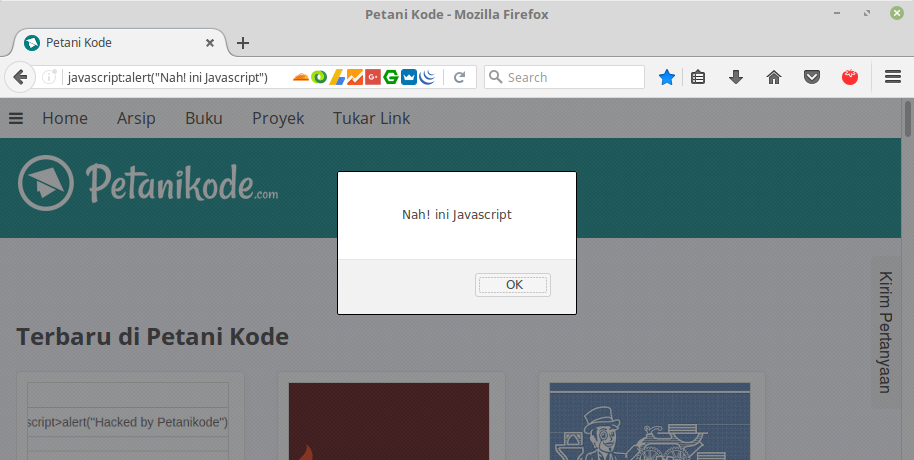 Petani Kode - Mozilla Firefox
Petani Kode
javascript:alert("Nah! ini Javascript")
Search
Home Arsip Buku Proyek Tukar Link
Petanikode.com
Nah! ini Javascript
OK
Kirim Pertanyaan
Terbaru di Petani Kode
script>alert("Hacked by Petanikode")